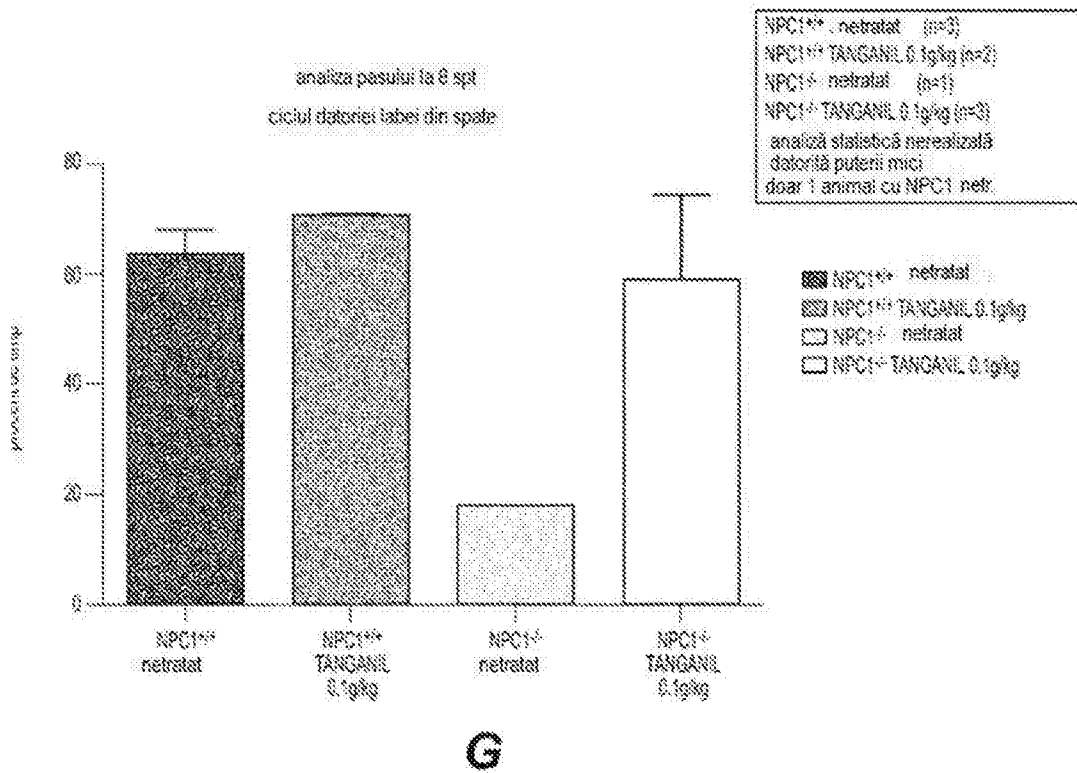 analiza pasului la 8 spt
ciclul datoriei labei din spate
NPC1+/+ netratat (n=3)
NPC1+/+ TANGANIL 0.1g/kg (n=2)
NPC1-/- netratat (n=1)
NPC1-/- TANGANIL 0.1g/kg (n=3)
analiză statistică nerealizată
datorită puterii mici
doar 1 animal cu NPC1 netr.
80
60
40
20
0
NPC1+/+ netratat
NPC1+/+ TANGANIL 0.1g/kg
NPC1-/- netratat
NPC1-/- TANGANIL 0.1g/kg
NPC1+/+
netratat
NPC1+/+
TANGANIL
0.1g/kg
NPC1-/-
netratat
NPC1-/-
TANGANIL
0.1g/kg
G